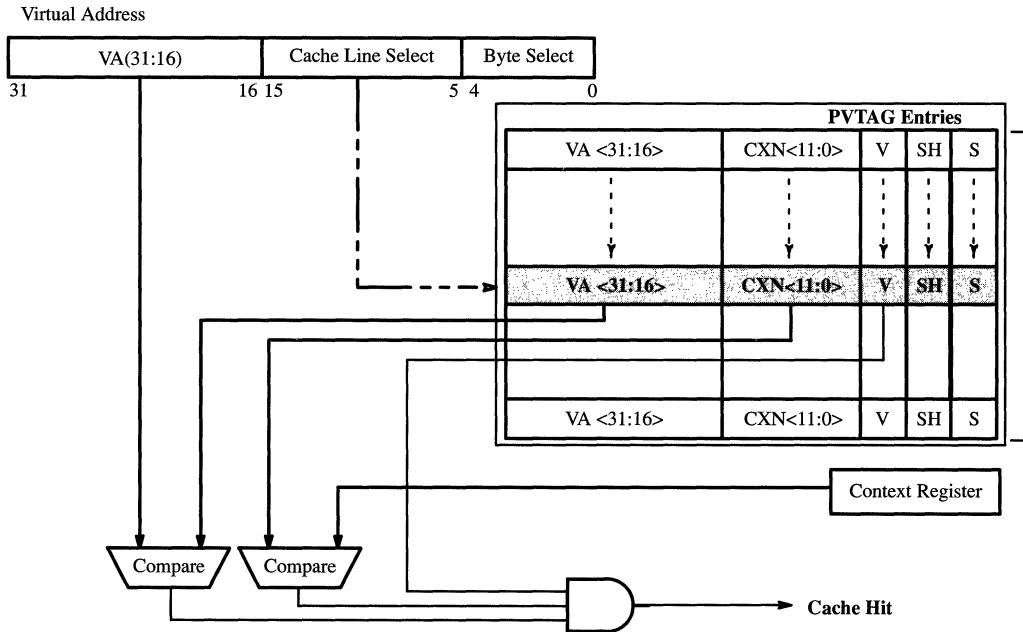 Virtual Address
VA(31:16) Cache Line Select Byte Select
31 16 15 5 4 0
PVTAG Entries
VA <31:16> CXN<11:0> V SH S
VA <31:16> CXN<11:0> V SH S
VA <31:16> CXN<11:0> V SH S
Context Register
Compare Compare
Cache Hit